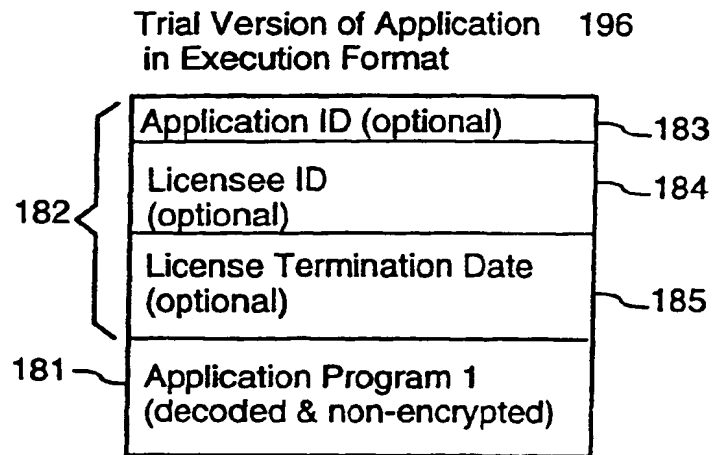 Trial Version of Application 196
in Execution Format
Application ID (optional) 183
Licensee ID 184
(optional)
182
License Termination Date
(optional) 185
181 Application Program 1
(decoded & non-encrypted)